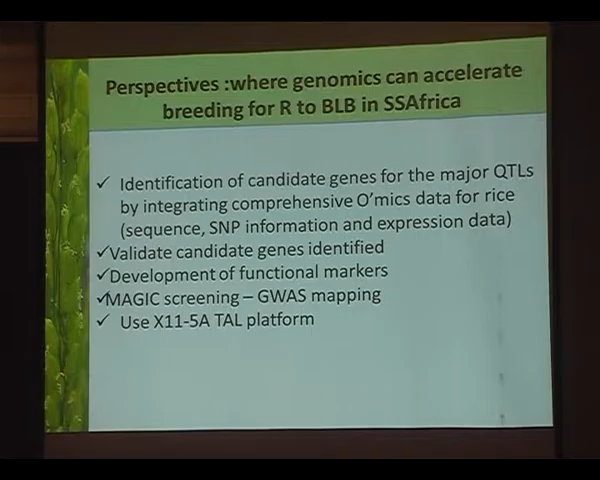 Perspectives :where genomics can accelerate
breeding for R to BLB in SSAfrica
✓ Identification of candidate genes for the major QTLs
by integrating comprehensive O'mics data for rice
(sequence, SNP information and expression data)
✓Validate candidate genes identified
✓Development of functional markers
✓MAGIC screening – GWAS mapping
✓ Use X11-5A TAL platform